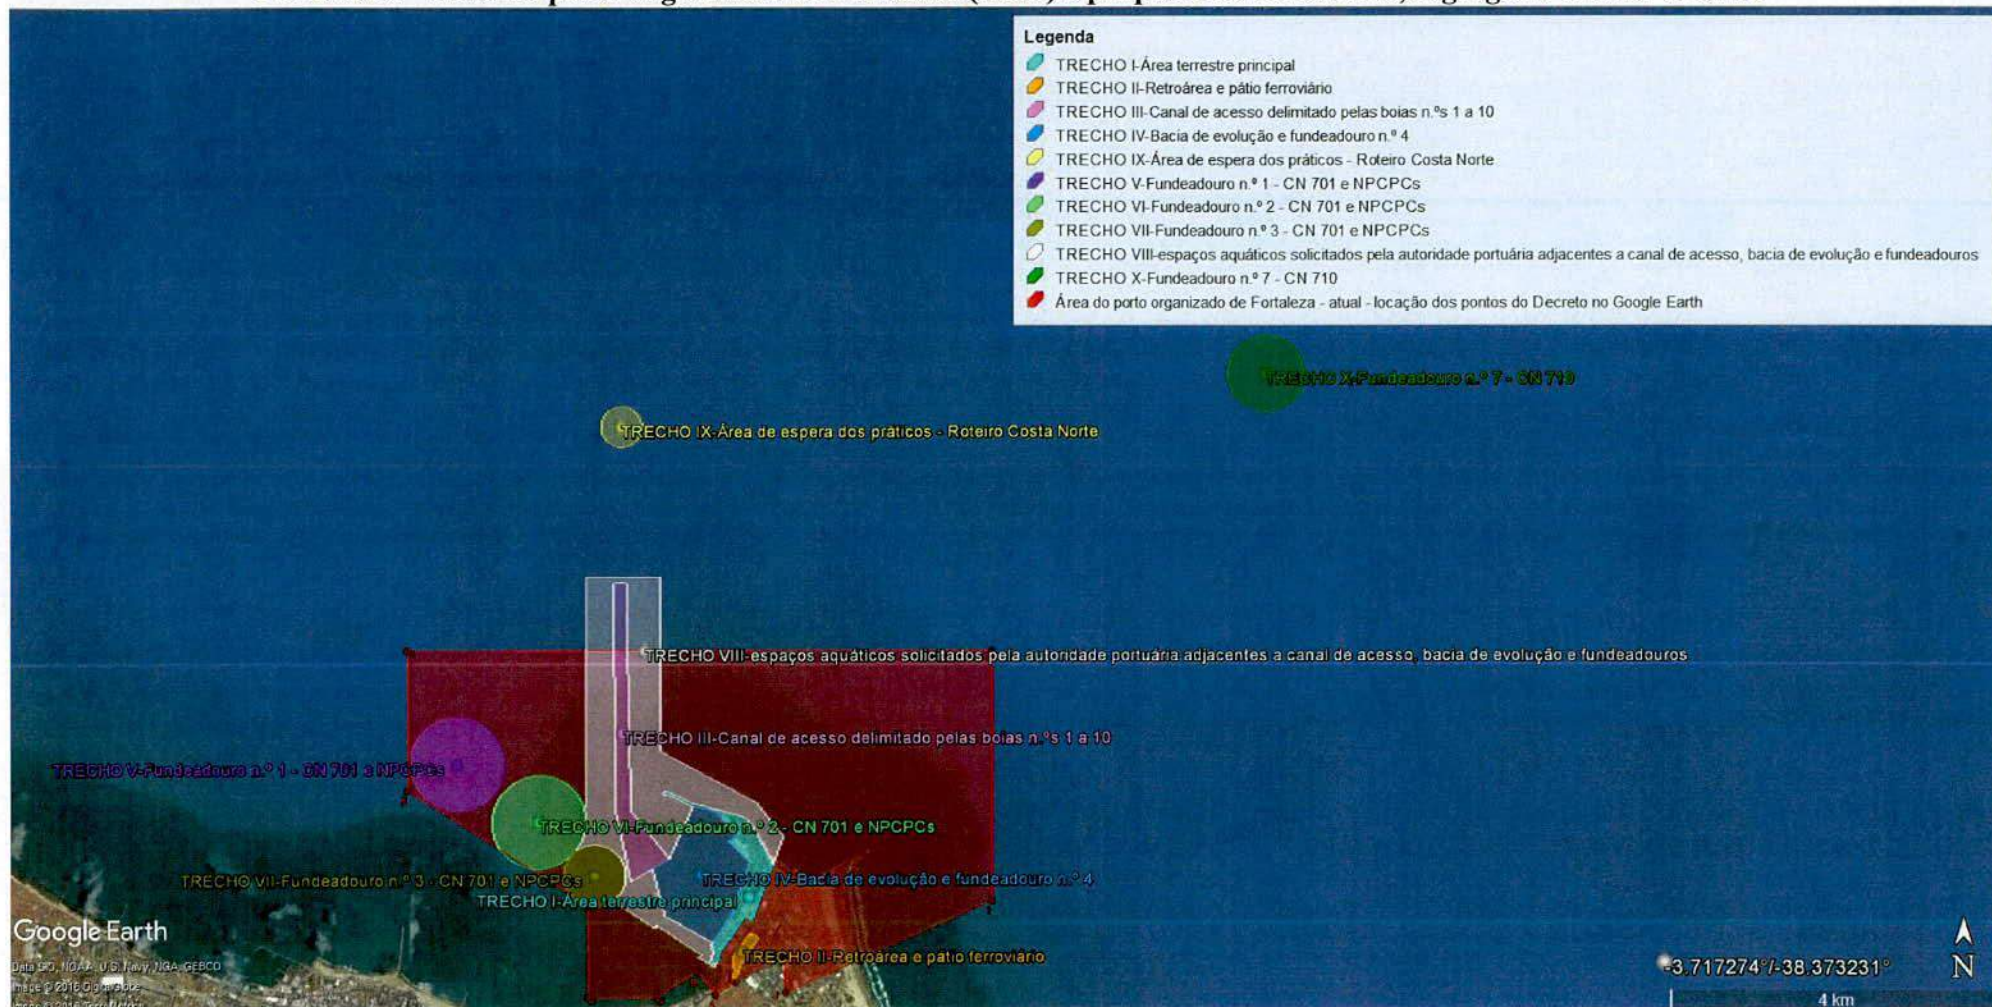 Legenda
TRECHO I-Área terrestre principal
TRECHO II-Retroárea e pátio ferroviário
TRECHO III-Canal de acesso delimitado pelas boias n.ºs 1 a 10
TRECHO IV-Bacia de evolução e fundeadouro n.º 4
TRECHO IX-Área de espera dos práticos - Roteiro Costa Norte
TRECHO V-Fundeadouro n.º 1 - CN 701 e NPCPCs
TRECHO VI-Fundeadouro n.º 2 - CN 701 e NPCPCs
TRECHO VII-Fundeadouro n.º 3 - CN 701 e NPCPCs
TRECHO VIII-espaços aquáticos solicitados pela autoridade portuária adjacentes a canal de acesso, bacia de evolução e fundeadouros
TRECHO X-Fundeadouro n.º 7 - CN 710
Área do porto organizado de Fortaleza - atual - locação dos pontos do Decreto no Google Earth
TRECHO X-Fundeadouro n.º 7 - CN 710
TRECHO IX-Área de espera dos práticos - Roteiro Costa Norte
TRECHO VIII-espaços aquáticos solicitados pela autoridade portuária adjacentes a canal de acesso, bacia de evolução e fundeadouros
TRECHO III-Canal de acesso delimitado pelas boias n.ºs 1 a 10
TRECHO V-Fundeadouro n.º 1 - CN 701 e NPCPCs
TRECHO VI-Fundeadouro n.º 2 - CN 701 e NPCPCs
TRECHO VII-Fundeadouro n.º 3 - CN 701 e NPCPCs
TRECHO IV-Bacia de evolução e fundeadouro n.º 4
TRECHO I-Área terrestre principal
TRECHO II-Retroárea e pátio ferroviário
Google Earth
Data SIO, NOAA, U.S. Navy, NGA, GEBCO
Image © 2016
-3.717274°/-38.373231°
N
4 km